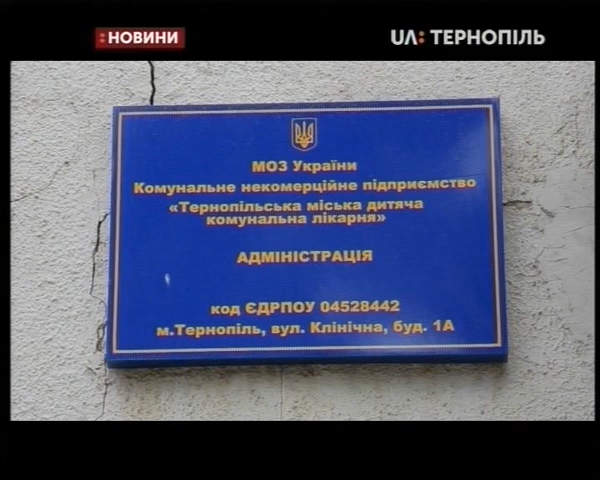 :НОВИНИ
UA: ТЕРНОПІЛЬ
МОЗ України
Комунальне некомерційне підприємство
«Тернопільська міська дитяча
комунальна лікарня»
АДМІНІСТРАЦІЯ
код ЄДРПОУ 04528442
м.Тернопіль, вул. Клінічна, буд. 1А